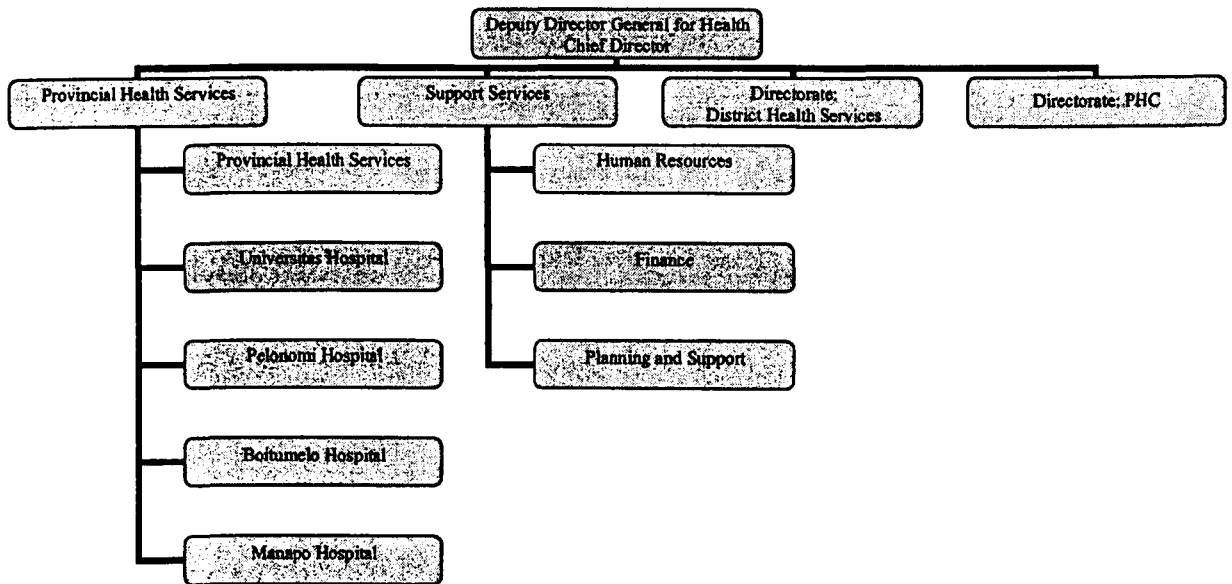 Deputy Director General for Health
Chief Director
Provincial Health Services
Support Services
Directorate:
District Health Services
Directorate: PHC
Provincial Health Services
Human Resources
Universitas Hospital
Finance
Pelonomi Hospital
Planning and Support
Boitumelo Hospital
Manapo Hospital